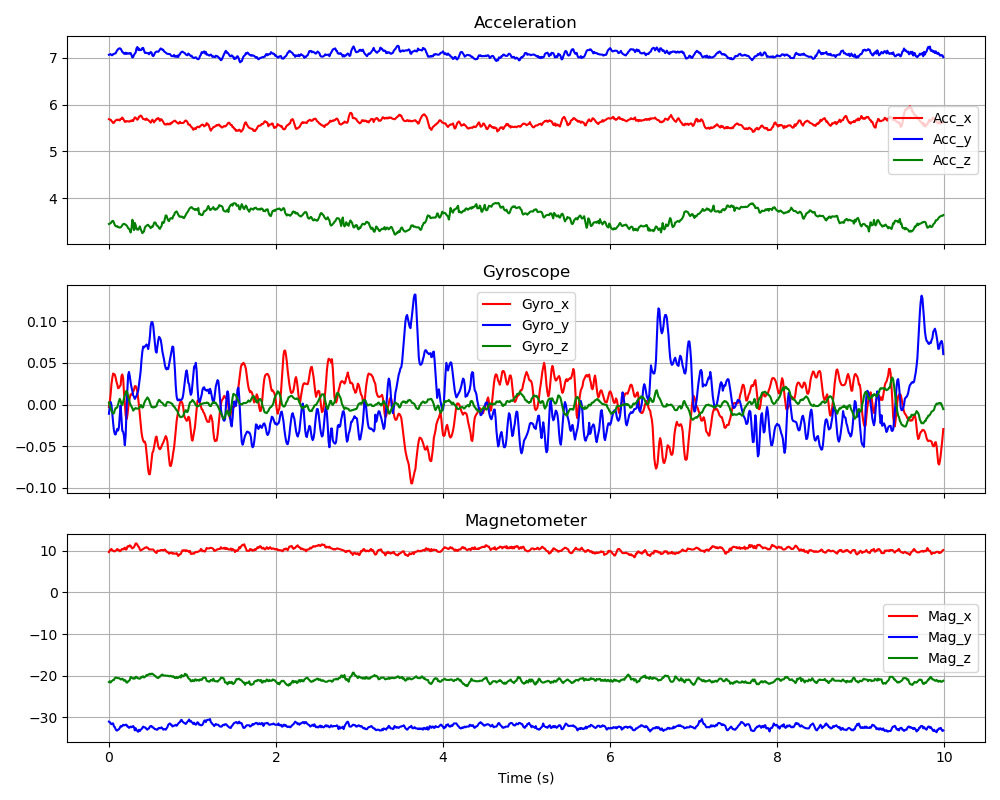 Acceleration
7
6
5
4
Acc_x
Acc_y
Acc_z
Gyroscope
0.10
0.05
0.00
−0.05
−0.10
Gyro_x
Gyro_y
Gyro_z
Magnetometer
10
0
−10
−20
−30
Mag_x
Mag_y
Mag_z
0 2 4 6 8 10
Time (s)